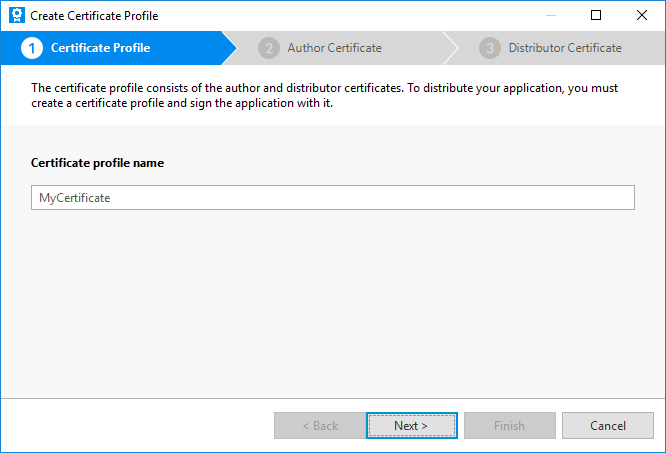 Create Certificate Profile
1 Certificate Profile 2 Author Certificate 3 Distributor Certificate
The certificate profile consists of the author and distributor certificates. To distribute your application, you must
create a certificate profile and sign the application with it.
Certificate profile name
MyCertificate
< Back Next > Finish Cancel